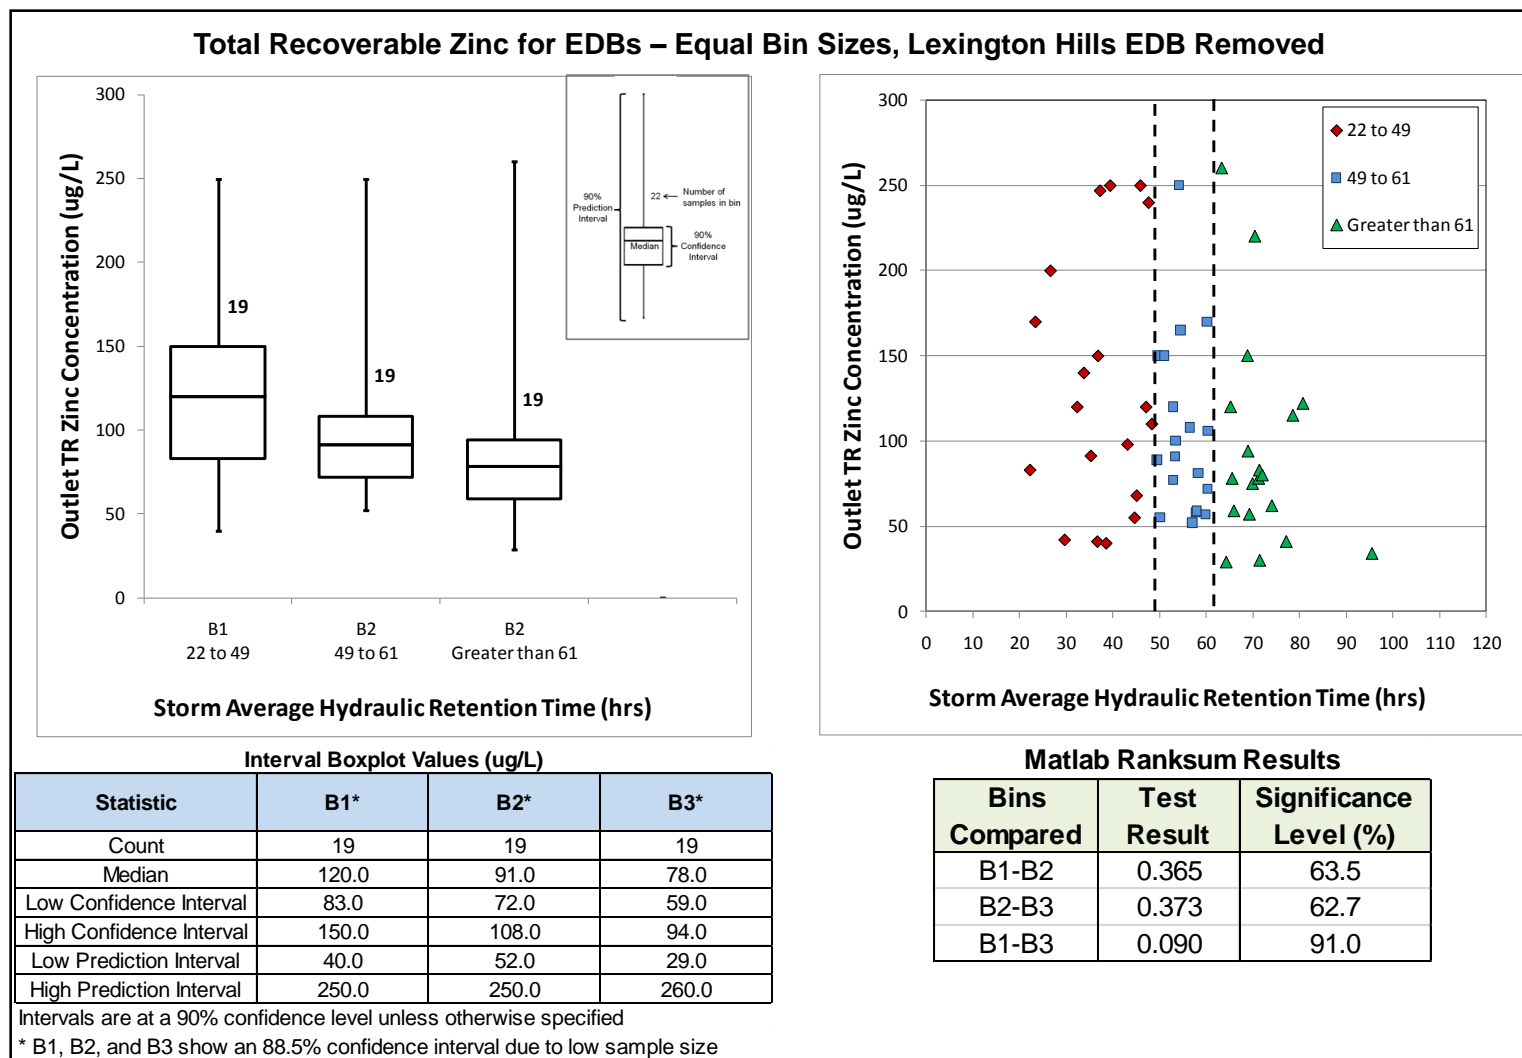 Total Recoverable Zinc for EDBs – Equal Bin Sizes, Lexington Hills EDB Removed
Outlet TR Zinc Concentration (ug/L)
300
250
200
150
100
50
0
19
19
19
90%
Prediction
Interval
22
Number of
samples in bin
Median
90%
Confidence
Interval
B1
22 to 49
B2
49 to 61
B2
Greater than 61
Storm Average Hydraulic Retention Time (hrs)
Outlet TR Zinc Concentration (ug/L)
300
250
200
150
100
50
0
22 to 49
49 to 61
Greater than 61
0 10 20 30 40 50 60 70 80 90 100 110 120
Storm Average Hydraulic Retention Time (hrs)
Interval Boxplot Values (ug/L)
Statistic B1* B2* B3*
Count 19 19 19
Median 120.0 91.0 78.0
Low Confidence Interval 83.0 72.0 59.0
High Confidence Interval 150.0 108.0 94.0
Low Prediction Interval 40.0 52.0 29.0
High Prediction Interval 250.0 250.0 260.0
Intervals are at a 90% confidence level unless otherwise specified
* B1, B2, and B3 show an 88.5% confidence interval due to low sample size
Matlab Ranksum Results
Bins Test Significance
Compared Result Level (%)
B1-B2 0.365 63.5
B2-B3 0.373 62.7
B1-B3 0.090 91.0